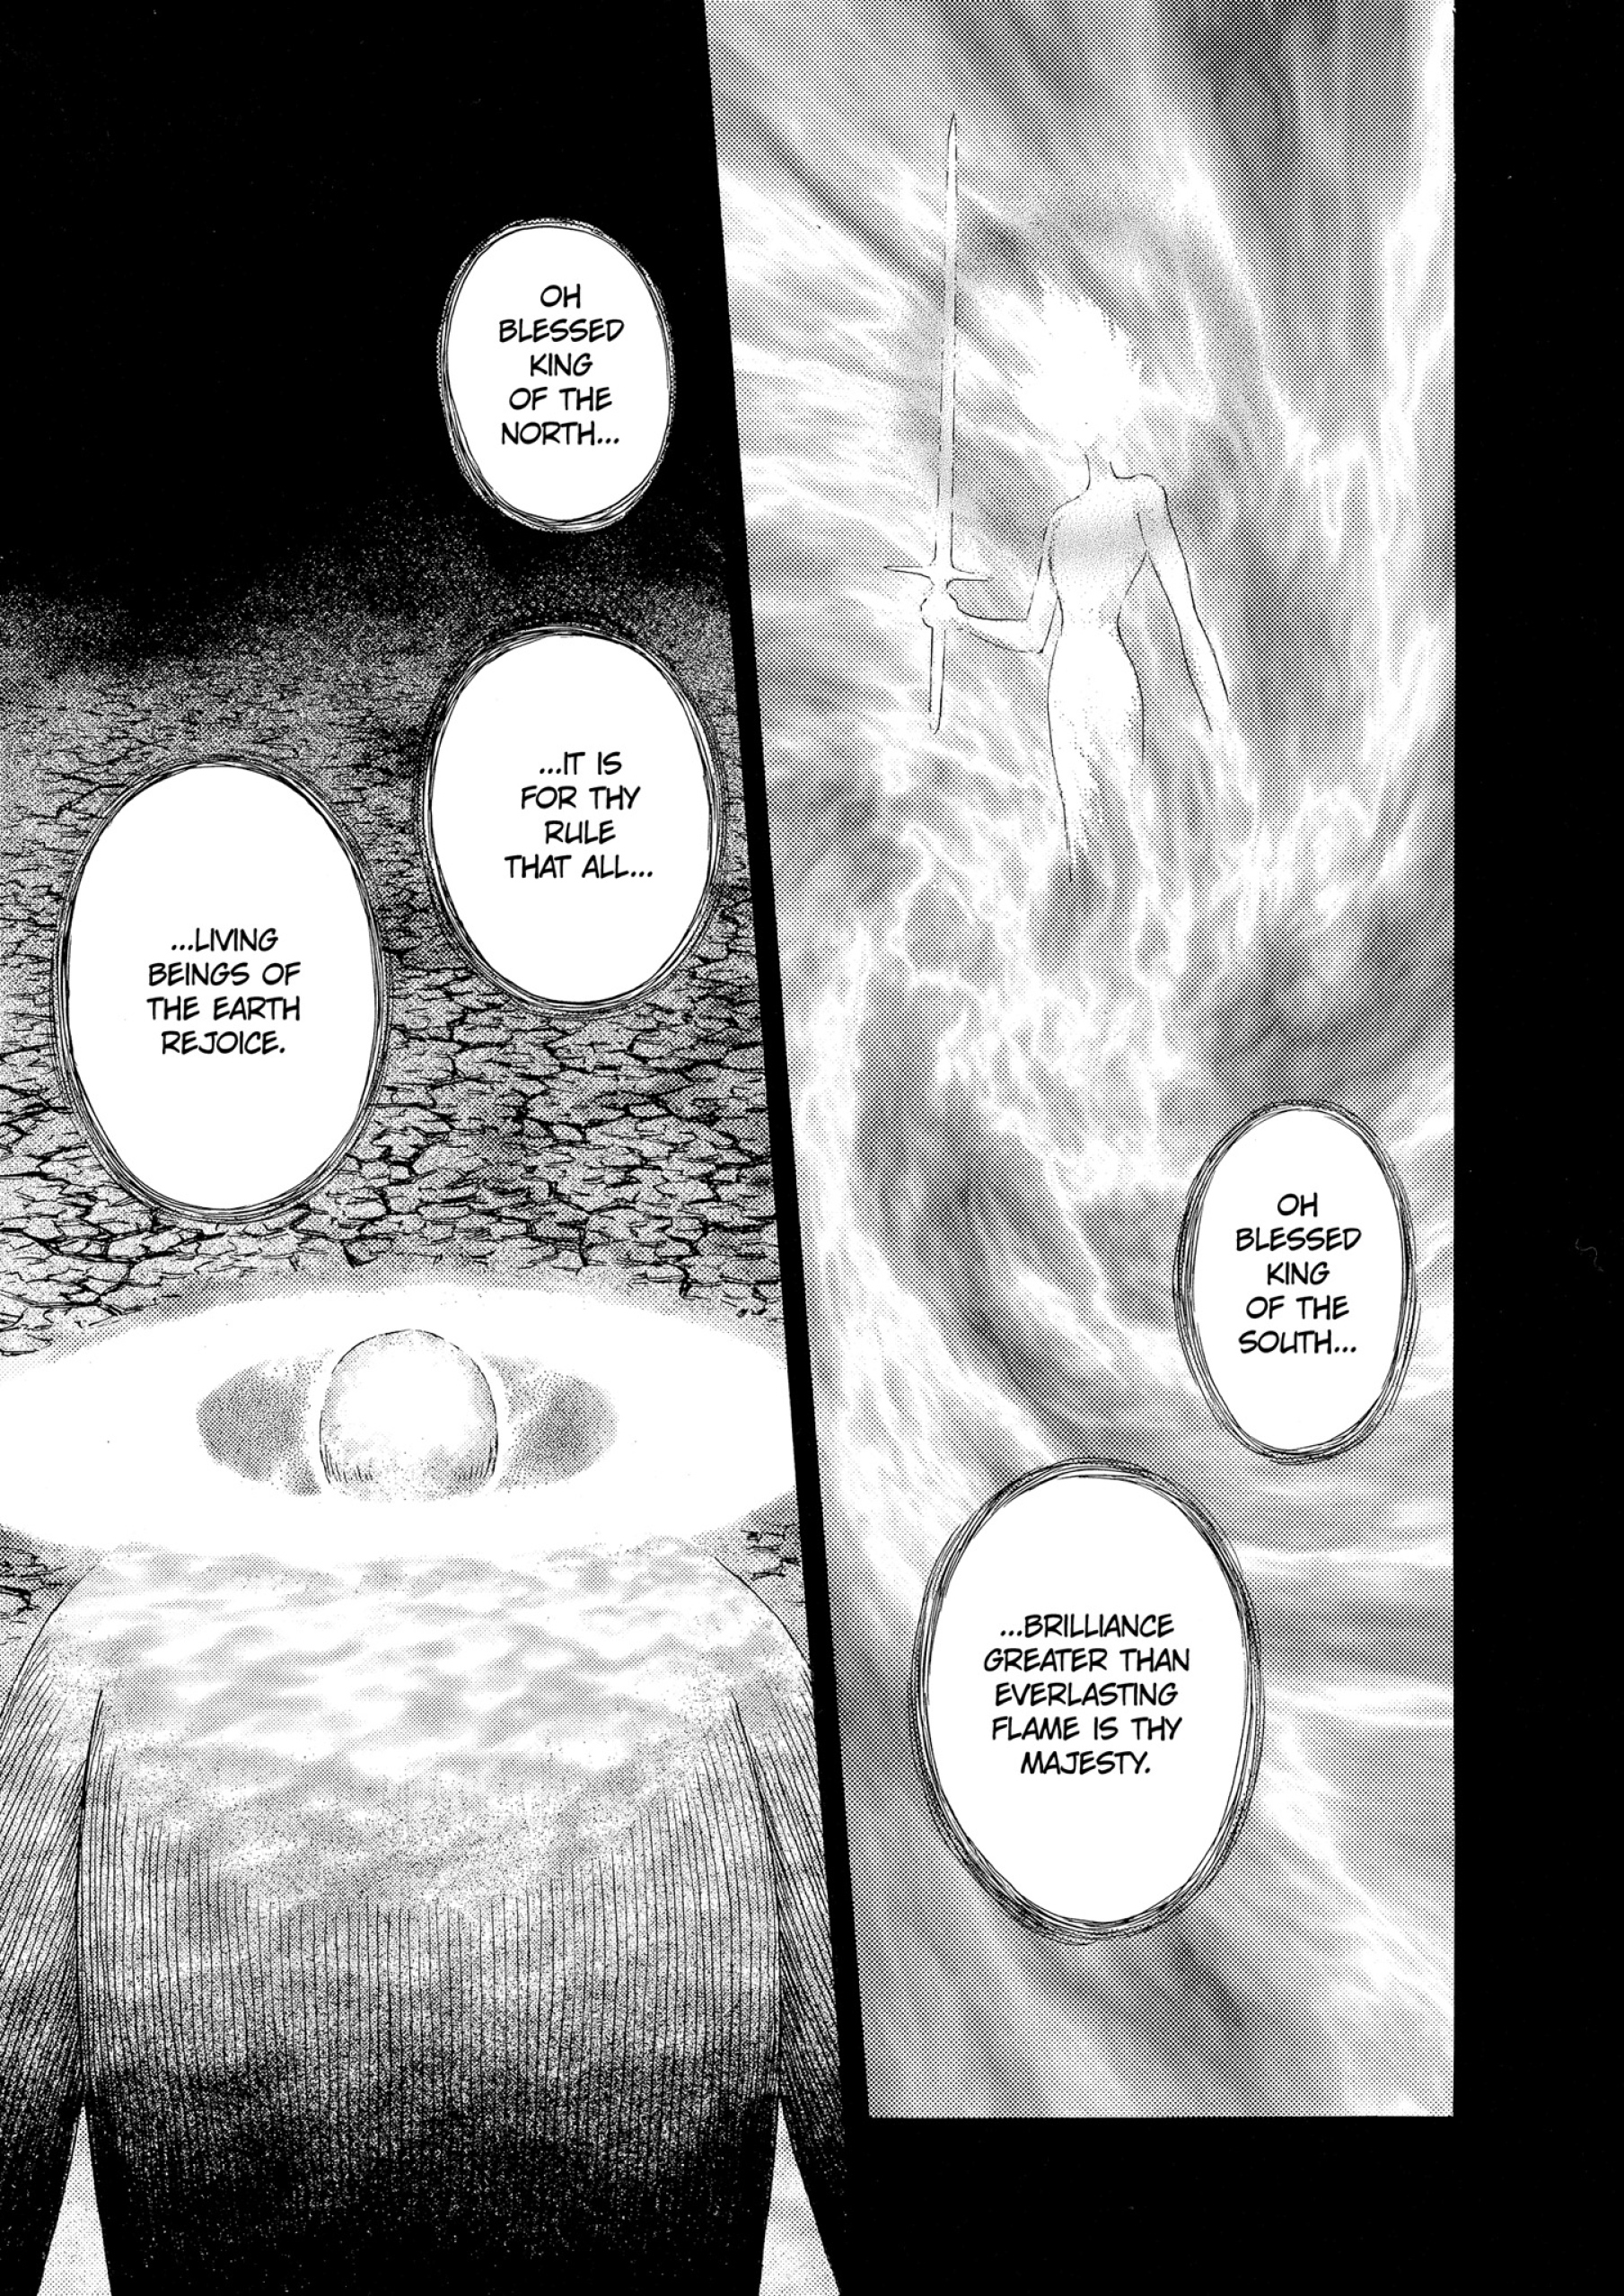 OH
BLESSED
KING
OF THE
SOUTH...
...BRILLIANCE
GREATER THAN
EVERLASTING
FLAME IS THY
MAJESTY.
OH
BLESSED
KING
OF THE
NORTH...
...IT IS
FOR THY
RULE
THAT ALL...
...LIVING
BEINGS OF
THE EARTH
REJOICE.